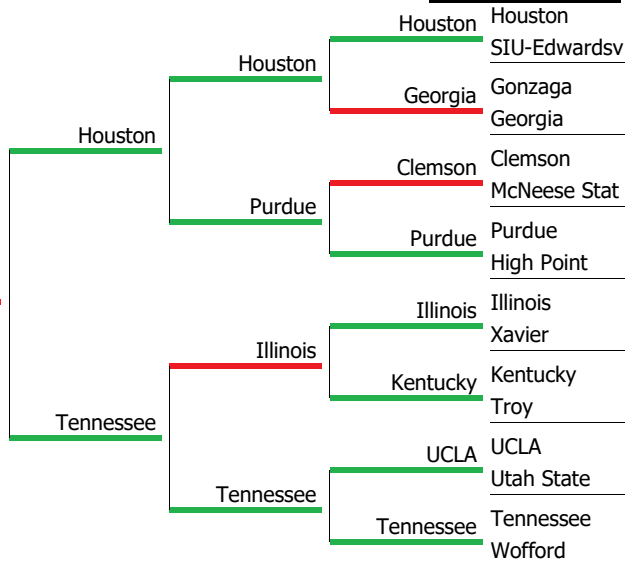 Houston
SIU-Edwardsv
Houston
Gonzaga
Georgia
Georgia
Houston
Clemson
McNeese Stat
Clemson
Purdue
High Point
Purdue
Purdue
Houston
Illinois
Xavier
Illinois
Kentucky
Troy
Kentucky
Illinois
UCLA
Utah State
UCLA
Tennessee
Wofford
Tennessee
Tennessee
Tennessee